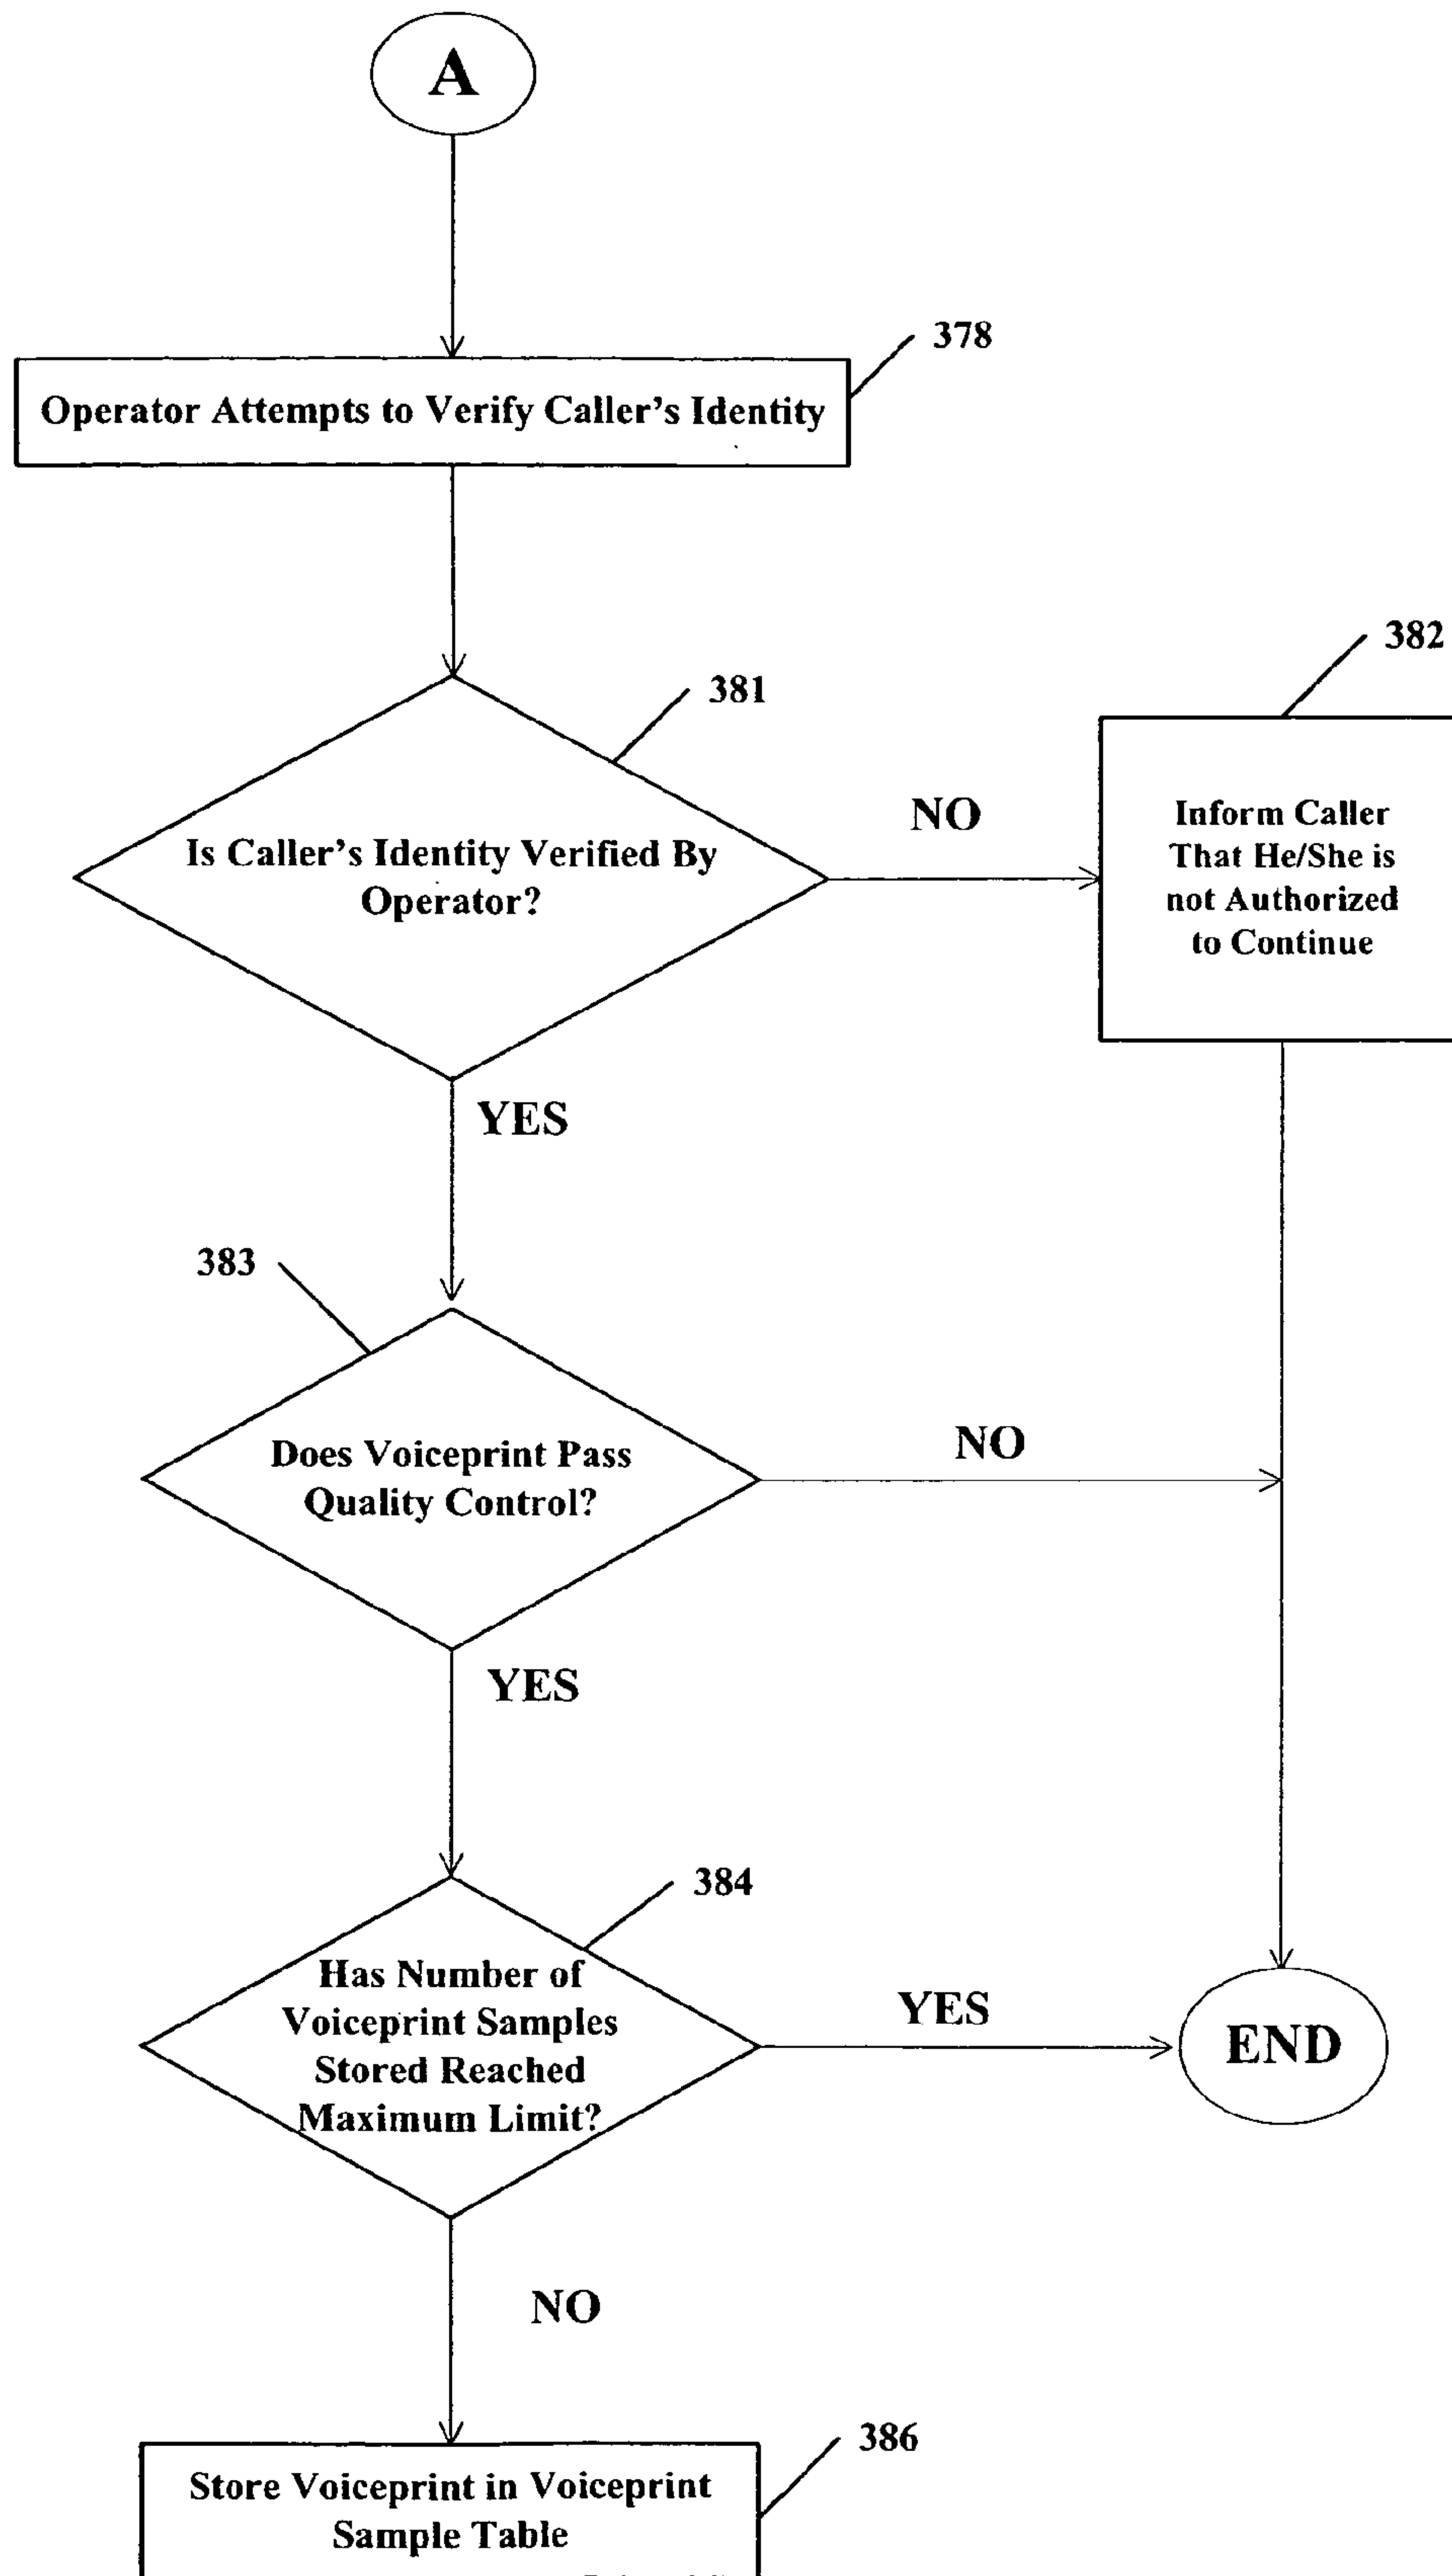 A
378
Operator Attempts to Verify Caller's Identity
382
381
NO
Is Caller's Identity Verified By
Operator?
Inform Caller
That He/She is
not Authorized
to Continue
YES
383
NO
Does Voiceprint Pass
Quality Control?
YES
384
Has Number of
Voiceprint Samples
Stored Reached
Maximum Limit?
YES
END
NO
386
Store Voiceprint in Voiceprint
Sample Table